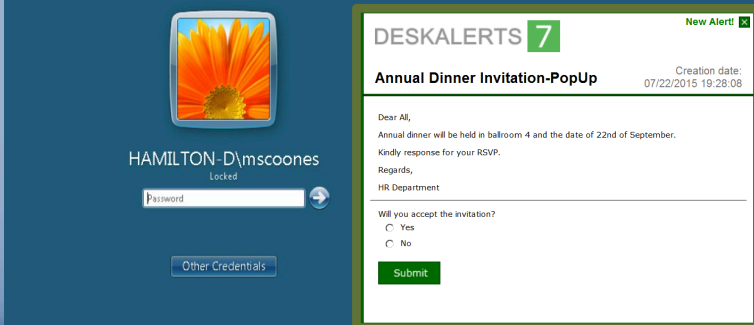 HAMILTON-D\mscoones
Locked
Password
Other Credentials
New Alert!
DESKALERTS 7
Annual Dinner Invitation-PopUp
Creation date:
07/22/2015 19:28:08
Dear All,
Annual dinner will be held in ballroom 4 and the date of 22nd of September.
Kindly response for your RSVP.
Regards,
HR Department
Will you accept the invitation?
Yes
No
Submit